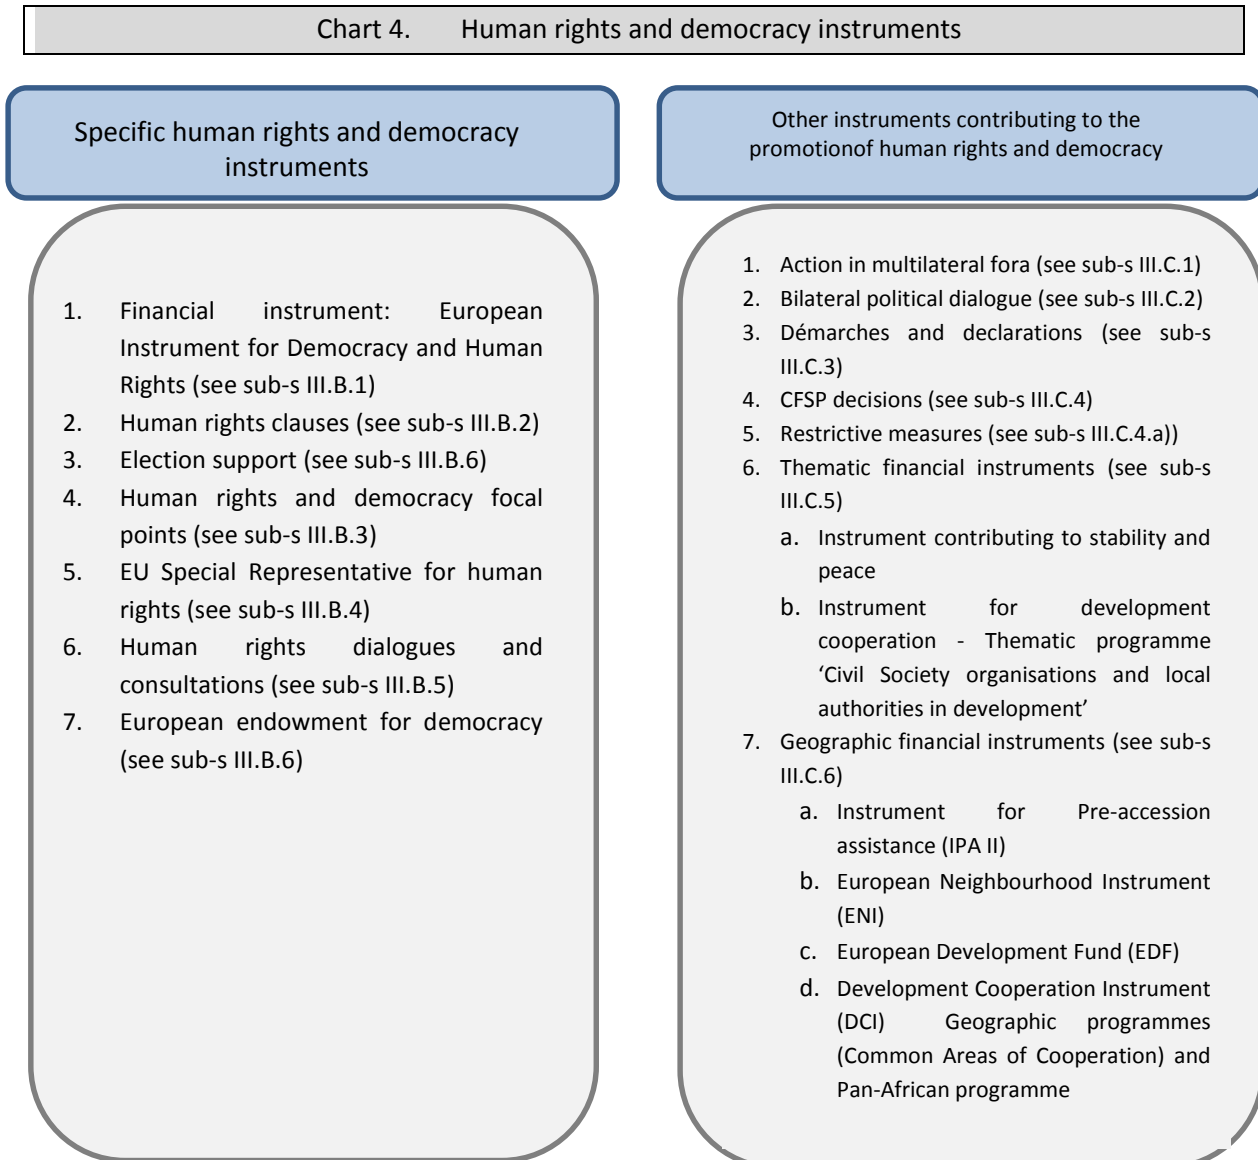 Chart 4. Human rights and democracy instruments
Specific human rights and democracy
instruments
1. Financial instrument: European
Instrument for Democracy and Human
Rights (see sub-s III.B.1)
2. Human rights clauses (see sub-s III.B.2)
3. Election support (see sub-s III.B.6)
4. Human rights and democracy focal
points (see sub-s III.B.3)
5. EU Special Representative for human
rights (see sub-s III.B.4)
6. Human rights dialogues and
consultations (see sub-s III.B.5)
7. European endowment for democracy
(see sub-s III.B.6)
Other instruments contributing to the
promotionof human rights and democracy
1. Action in multilateral fora (see sub-s III.C.1)
2. Bilateral political dialogue (see sub-s III.C.2)
3. Démarches and declarations (see sub-s
III.C.3)
4. CFSP decisions (see sub-s III.C.4)
5. Restrictive measures (see sub-s III.C.4.a))
6. Thematic financial instruments (see sub-s
III.C.5)
a. Instrument contributing to stability and
peace
b. Instrument for development
cooperation - Thematic programme
‘Civil Society organisations and local
authorities in development’
7. Geographic financial instruments (see sub-s
III.C.6)
a. Instrument for Pre-accession
assistance (IPA II)
b. European Neighbourhood Instrument
(ENI)
c. European Development Fund (EDF)
d. Development Cooperation Instrument
(DCI) Geographic programmes
(Common Areas of Cooperation) and
Pan-African programme